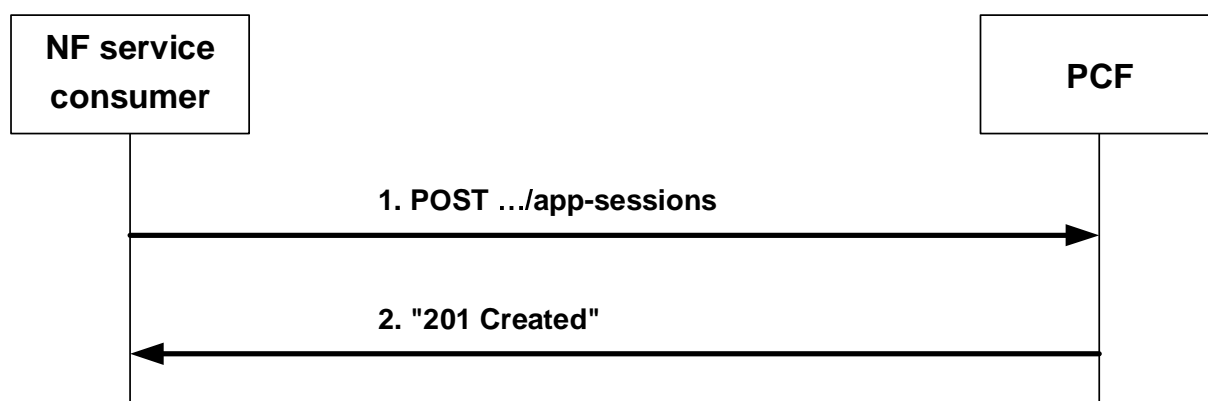 NF service
consumer
PCF
1. POST …/app-sessions
2. "201 Created"